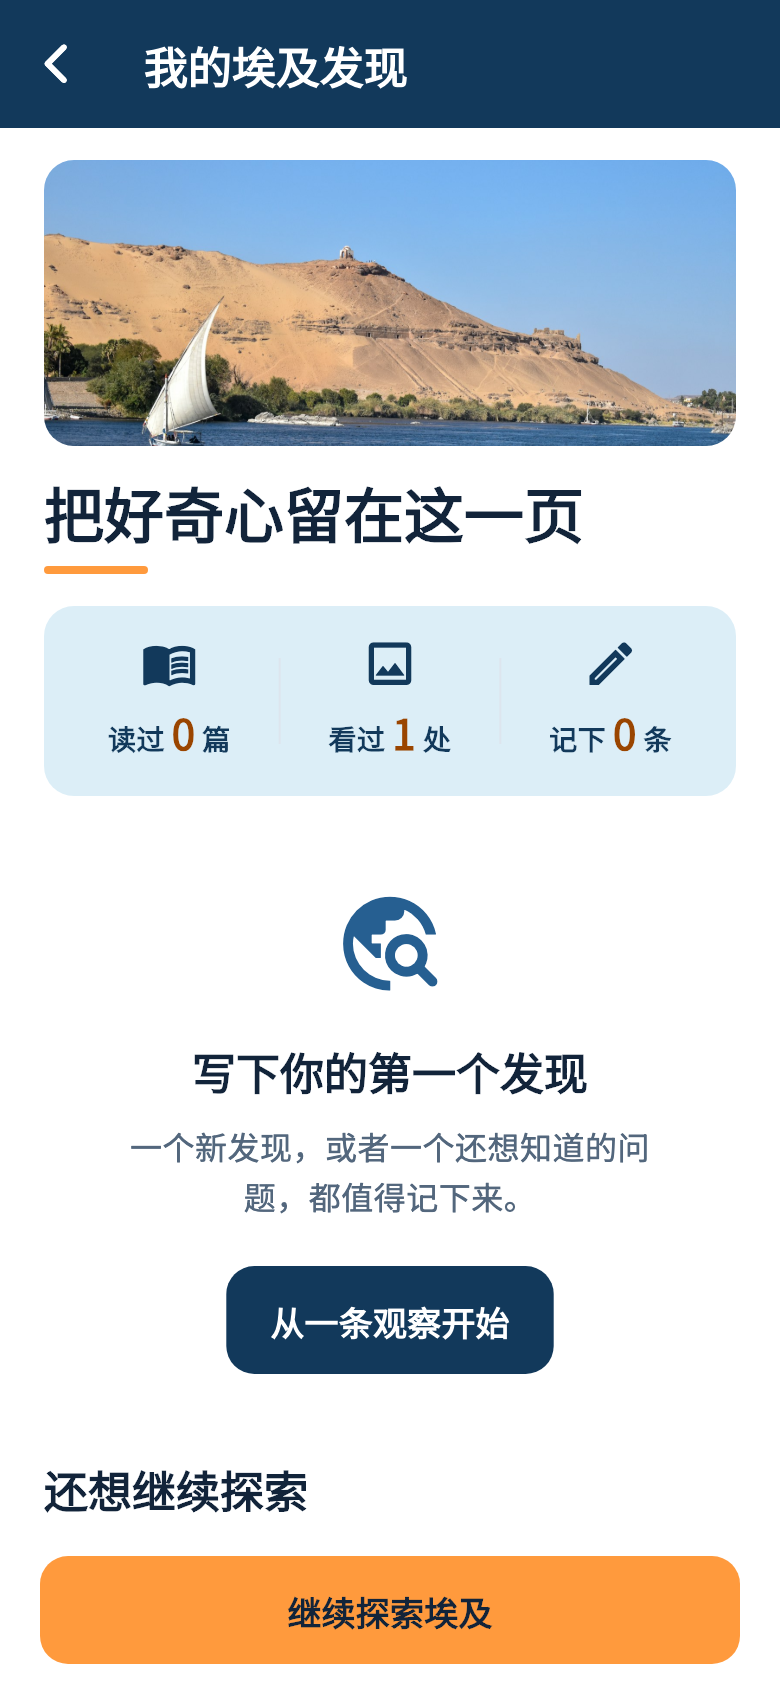 我的埃及发现
把好奇心留在这一页
读过 0 篇
看过 1 处
记下 0 条
写下你的第一个发现
一个新发现，或者一个还想知道的问
题，都值得记下来。
从一条观察开始
还想继续探索
继续探索埃及